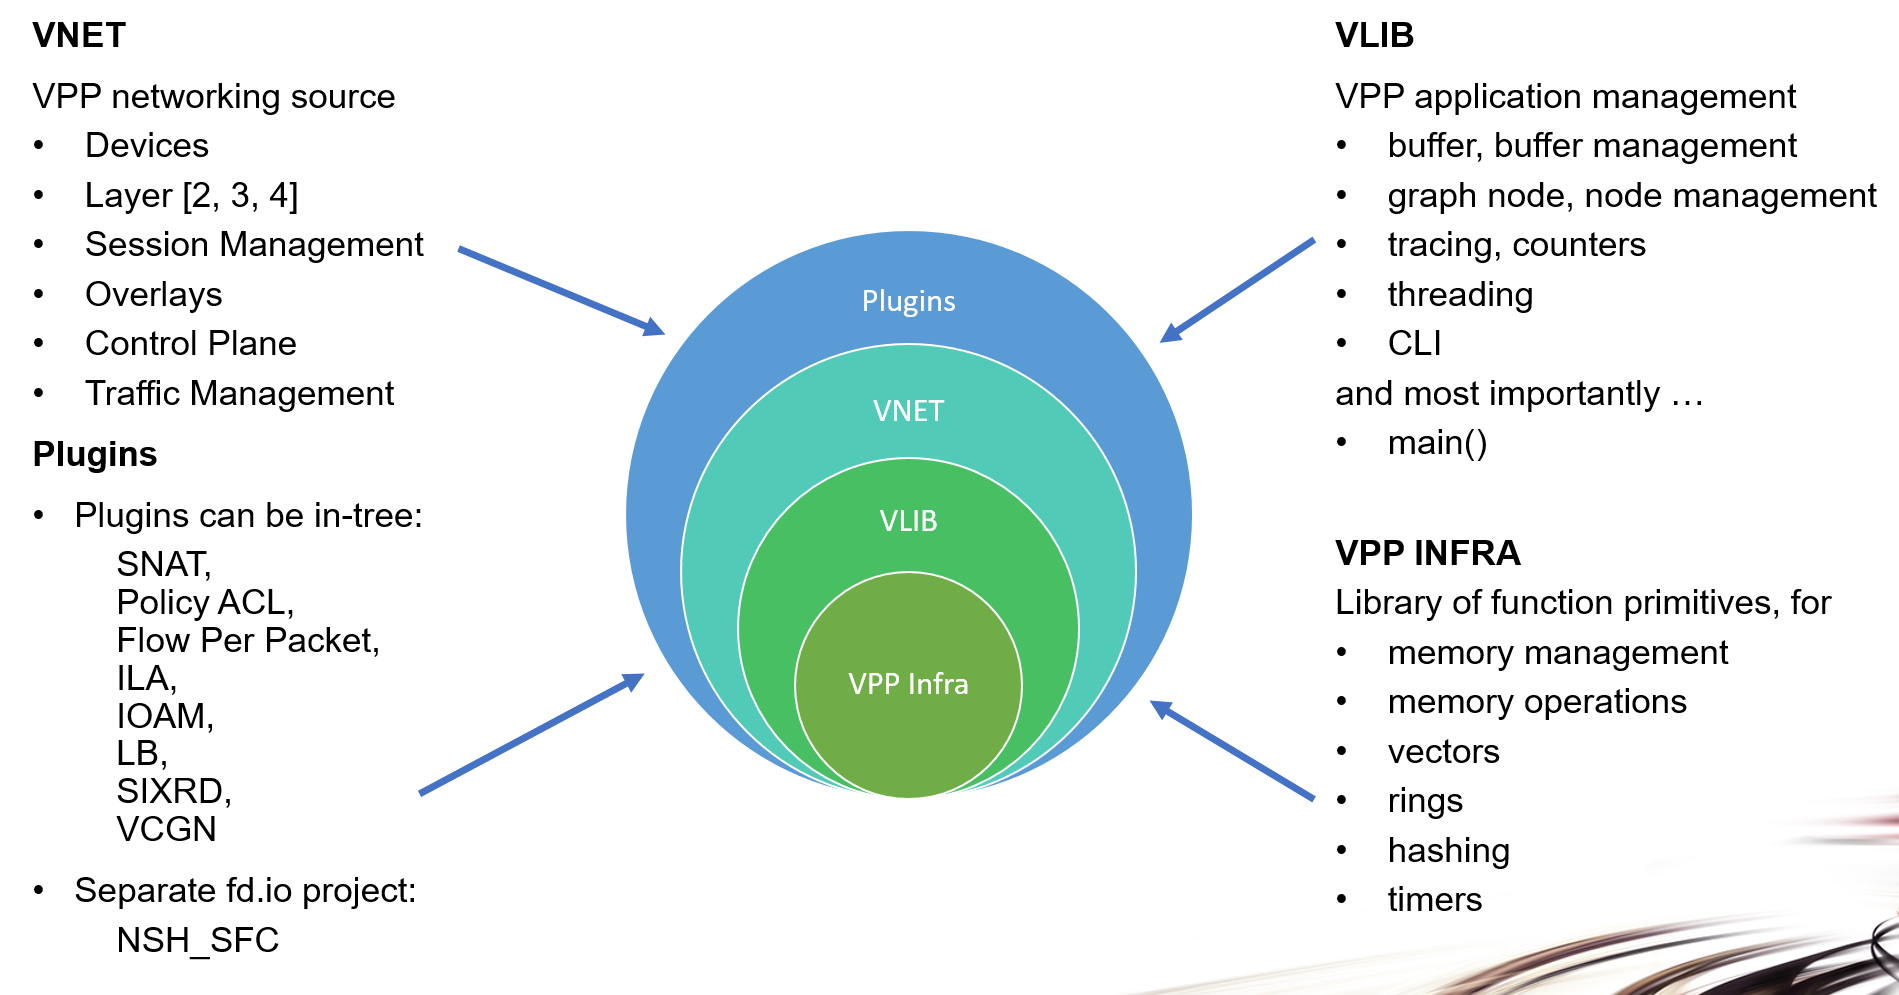 VNET
VPP networking source
• Devices
• Layer [2, 3, 4]
• Session Management
• Overlays
• Control Plane
• Traffic Management
Plugins
• Plugins can be in-tree:
SNAT,
Policy ACL,
Flow Per Packet,
ILA,
IOAM,
LB,
SIXRD,
VCGN
• Separate fd.io project:
NSH_SFC
Plugins
VNET
VLIB
VPP Infra
VLIB
VPP application management
• buffer, buffer management
• graph node, node management
• tracing, counters
• threading
• CLI
and most importantly …
• main()
VPP INFRA
Library of function primitives, for
• memory management
• memory operations
• vectors
• rings
• hashing
• timers